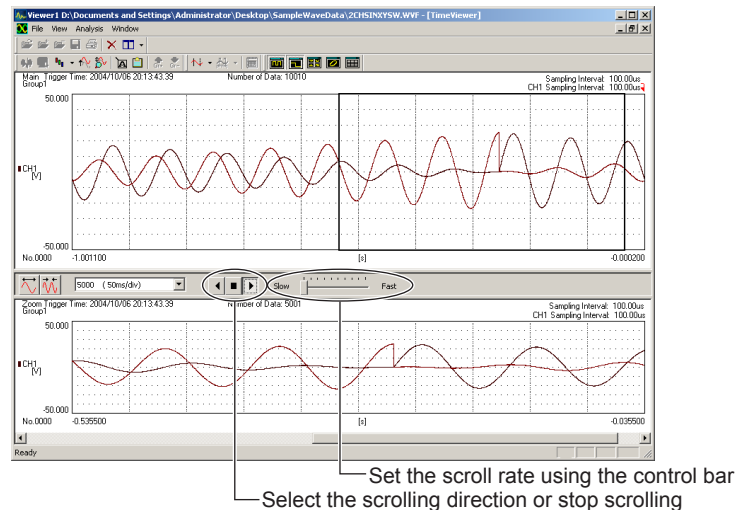 Viewer1 D:\Documents and Settings\Administrator\Desktop\SampleWaveData\2CHSINXYSW.WVF - [TimeViewer]
File View Analysis Window
Main Trigger Time: 2004/10/06 20:13:43.39 Number of Data: 10010 Sampling Interval: 100.00us
Group1 CH1 Sampling Interval: 100.00us
50.000
CH1
[V]
-50.000
No.0000 -1.001100 [s] -0.000200
5000 ( 50ms/div) Slow Fast
Zoom Trigger Time: 2004/10/06 20:13:43.39 Number of Data: 5001 Sampling Interval: 100.00us
Group1 CH1 Sampling Interval: 100.00us
50.000
CH1
[V]
-50.000
No.0000 -0.535500 [s] -0.035500
Ready
Set the scroll rate using the control bar
Select the scrolling direction or stop scrolling